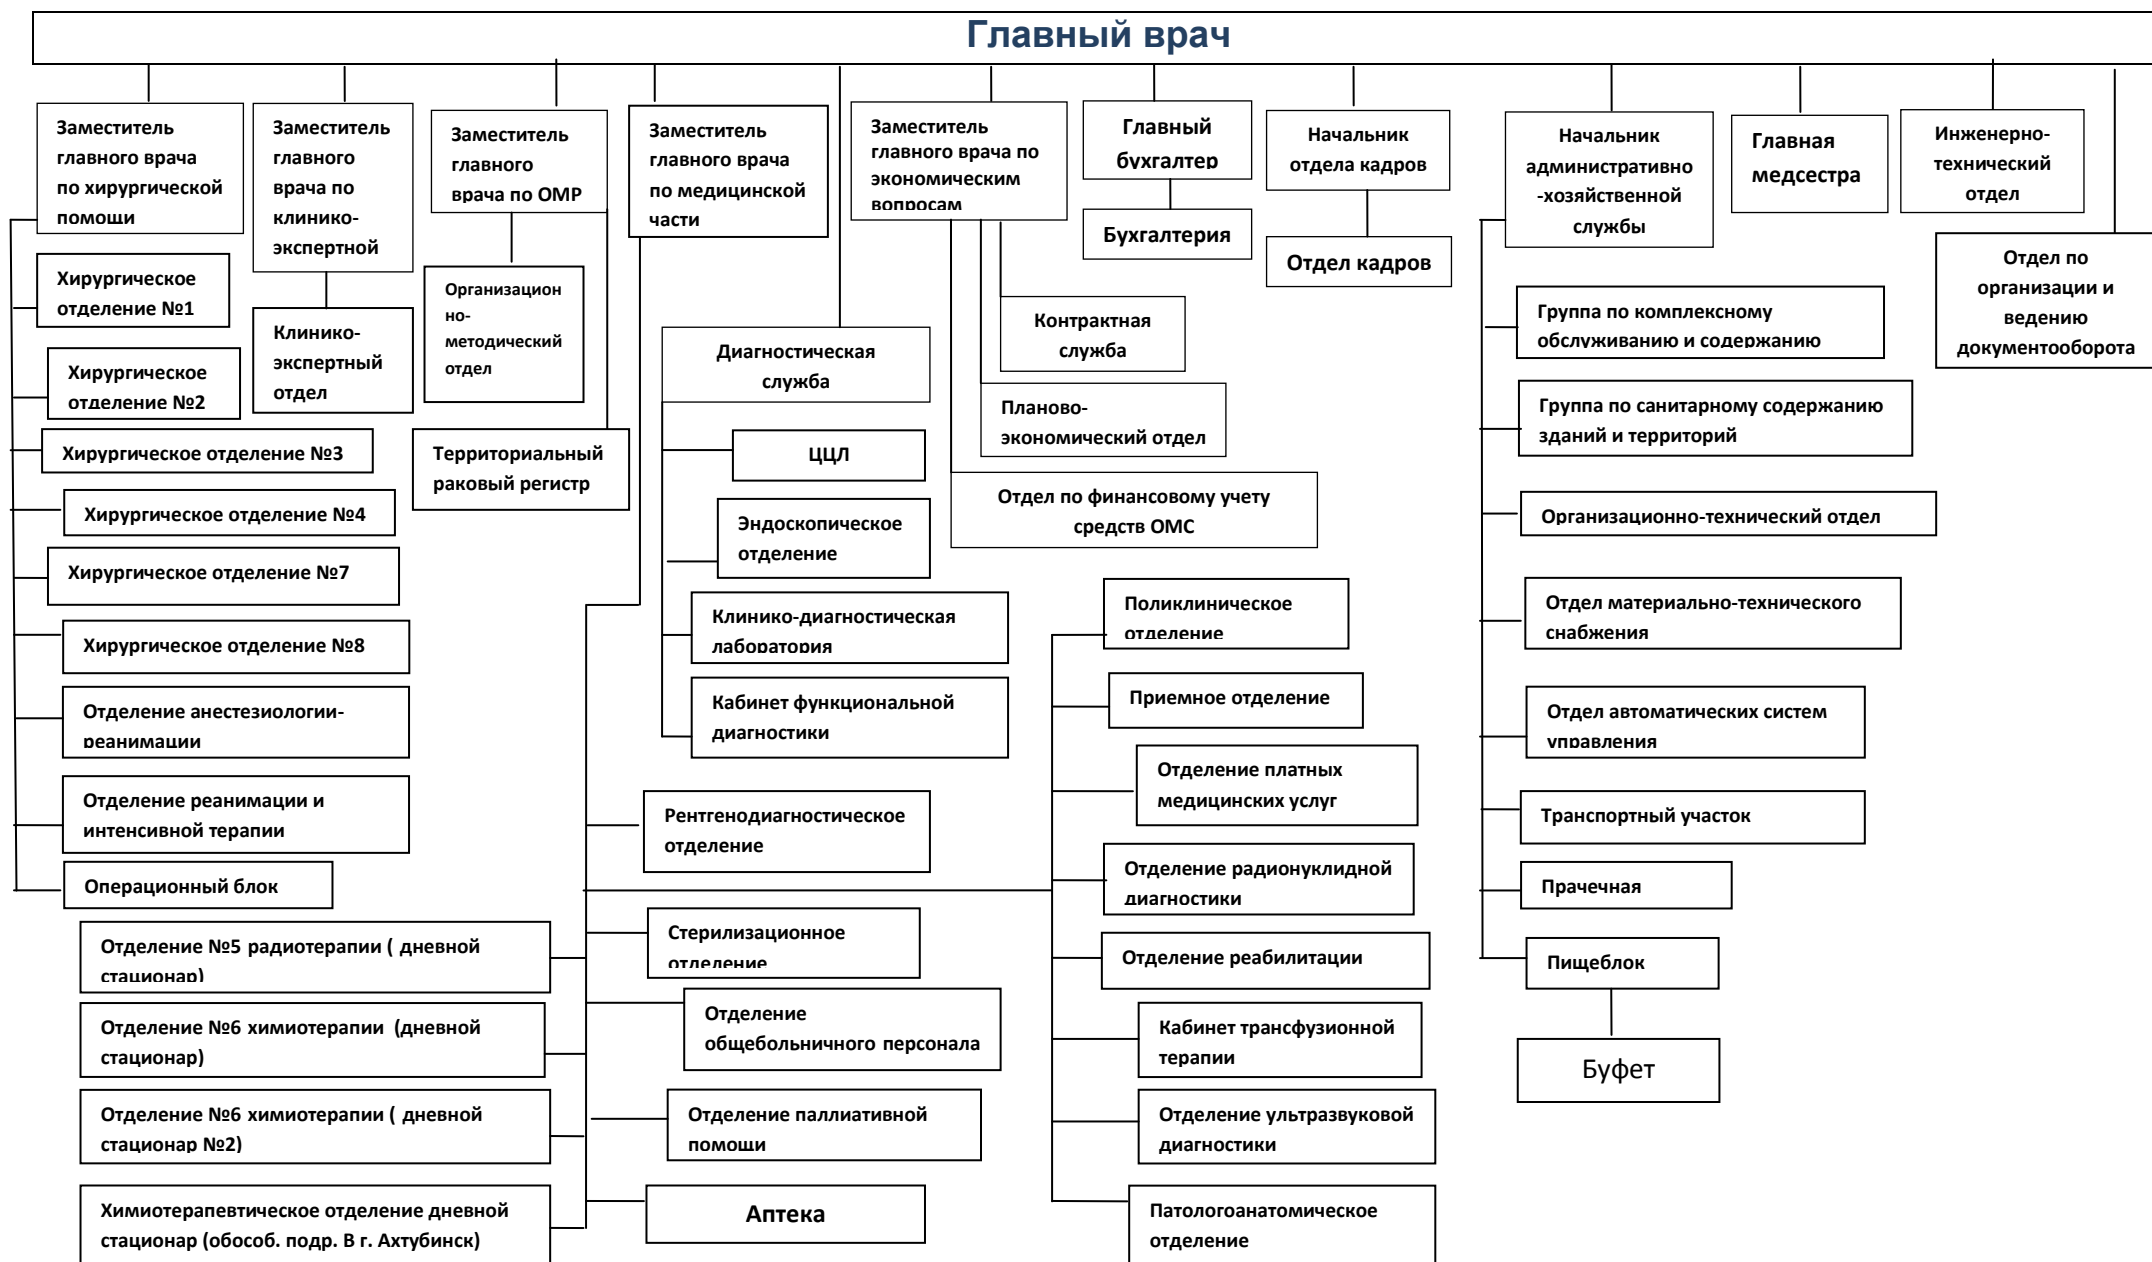 Главный врач
Заместитель
главного врача
по хирургической
помощи
Заместитель
главного
врача по
клинико-
экспертной
Заместитель
главного
врача по ОМР
Заместитель
главного врача
по медицинской
части
Заместитель
главного врача по
экономическим
вопросам
Главный
бухгалтер
Начальник
отдела кадров
Начальник
административно
-хозяйственной
службы
Главная
медсестра
Инженерно-
технический
отдел
Бухгалтерия
Отдел кадров
Отдел по
организации и
ведению
документооборота
Хирургическое
отделение №1
Хирургическое
отделение №2
Хирургическое отделение №3
Хирургическое отделение №4
Хирургическое отделение №7
Хирургическое отделение №8
Отделение анестезиологии-
реанимации
Отделение реанимации и
интенсивной терапии
Операционный блок
Клинико-
экспертный
отдел
Организацион
но-
методический
отдел
Территориальный
раковый регистр
Диагностическая
служба
ЦЦЛ
Эндоскопическое
отделение
Клинико-диагностическая
лаборатория
Кабинет функциональной
диагностики
Контрактная
служба
Планово-
экономический отдел
Отдел по финансовому учету
средств ОМС
Группа по комплексному
обслуживанию и содержанию
Группа по санитарному содержанию
зданий и территорий
Организационно-технический отдел
Отдел материально-технического
снабжения
Отдел автоматических систем
управления
Транспортный участок
Прачечная
Пищеблок
Буфет
Рентгенодиагностическое
отделение
Стерилизационное
отделение
Отделение
общебольничного персонала
Отделение паллиативной
помощи
Аптека
Отделение №5 радиотерапии ( дневной
стационар)
Отделение №6 химиотерапии (дневной
стационар)
Отделение №6 химиотерапии ( дневной
стационар №2)
Химиотерапевтическое отделение дневной
стационар (обособ. подр. В г. Ахтубинск)
Поликлиническое
отделение
Приемное отделение
Отделение платных
медицинских услуг
Отделение радионуклидной
диагностики
Отделение реабилитации
Кабинет трансфузионной
терапии
Отделение ультразвуковой
диагностики
Патологоанатомическое
отделение